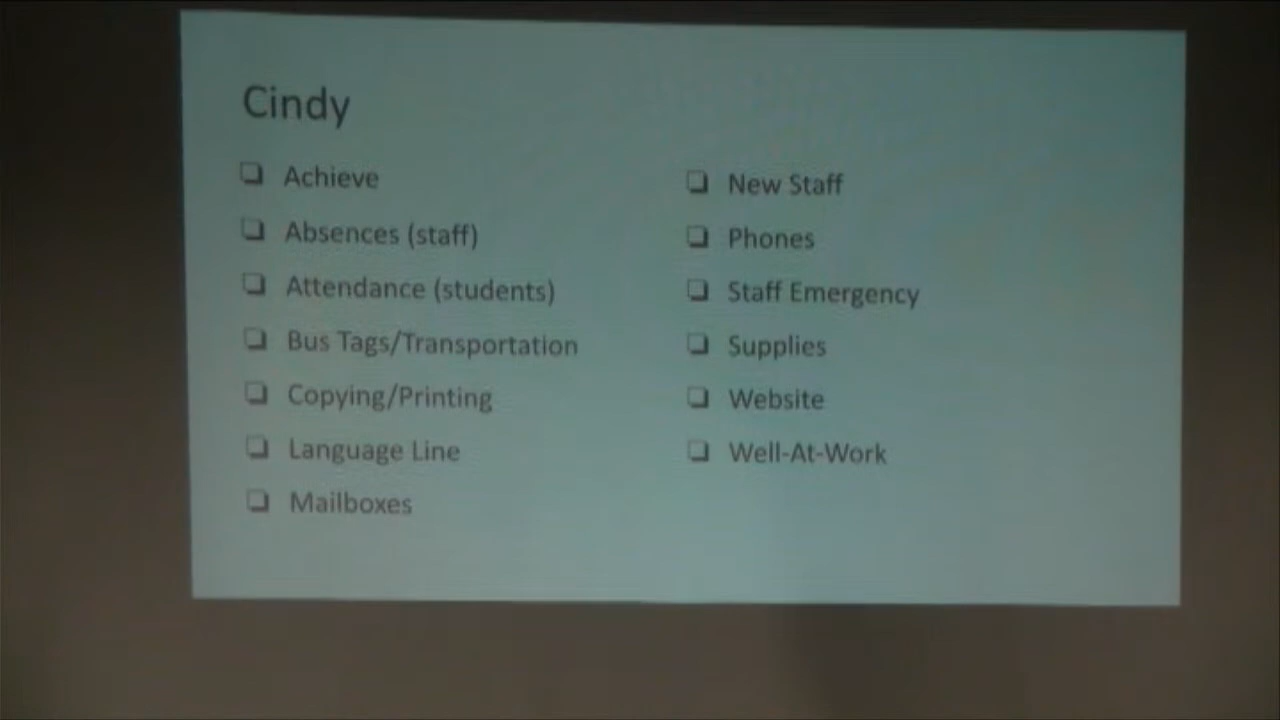 Cindy
❑ Achieve
❑ Absences (staff)
❑ Attendance (students)
❑ Bus Tags/Transportation
❑ Copying/Printing
❑ Language Line
❑ Mailboxes
❑ New Staff
❑ Phones
❑ Staff Emergency
❑ Supplies
❑ Website
❑ Well-At-Work